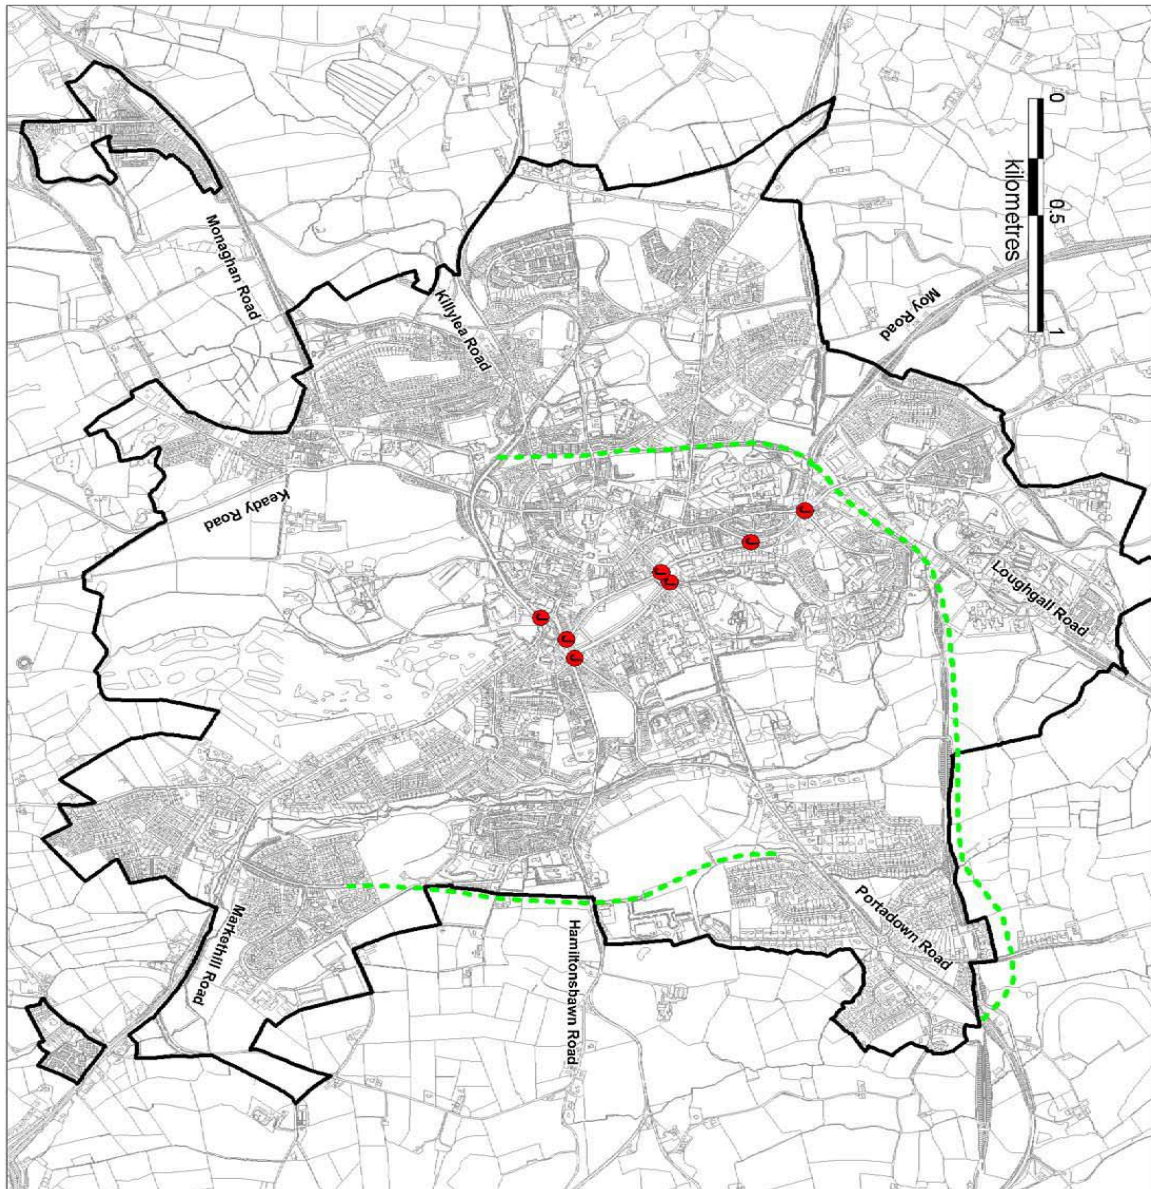 0
0.5
1
kilometres
Moy Road
Monaghan Road
Killylea Road
Keady Road
Loughgall Road
Portadown Road
Markethill Road
Hamiltonsbawn Road
J
J
J
J
J
J
J